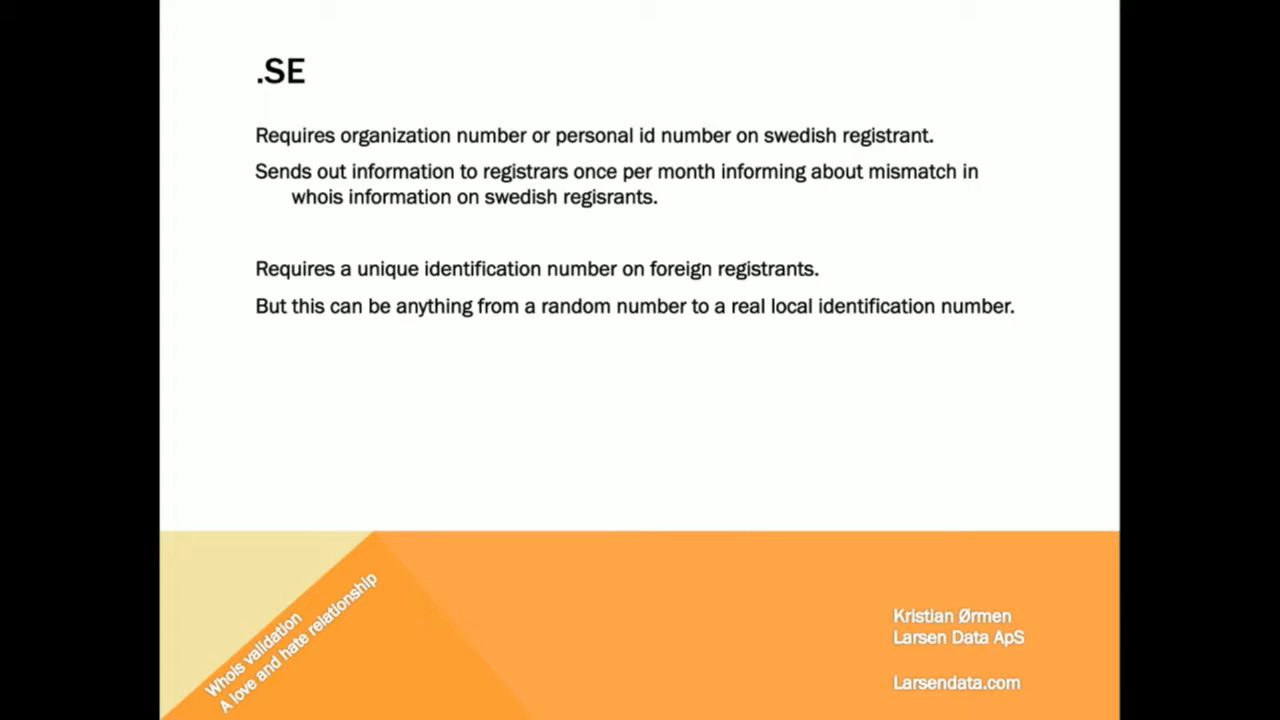 .SE
Requires organization number or personal id number on swedish registrant.
Sends out information to registrars once per month informing about mismatch in
whois information on swedish regisrants.
Requires a unique identification number on foreign registrants.
But this can be anything from a random number to a real local identification number.
Whois validation
A love and hate relationship
Kristian Ørmen
Larsen Data ApS
Larsendata.com